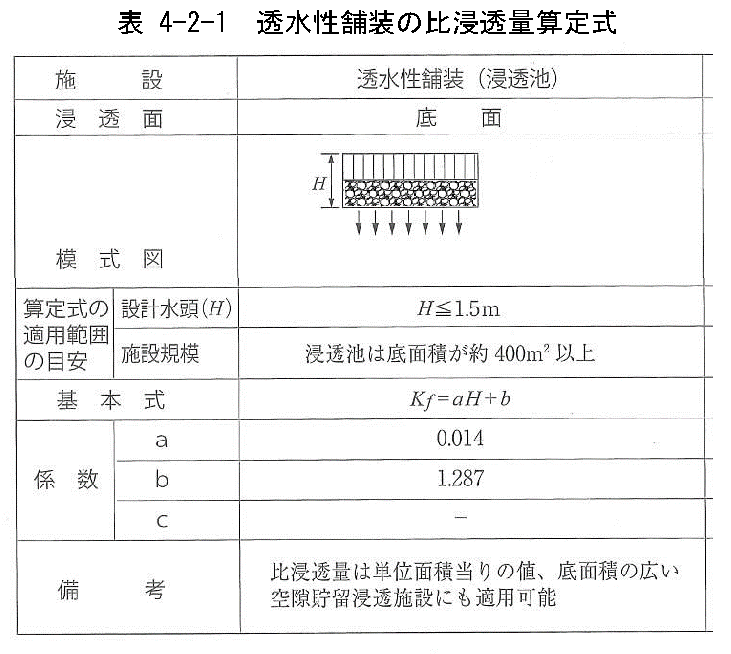 表 4-2-1 透水性舗装の比浸透量算定式
施設 透水性舗装（浸透池）
浸透面 底面
模式図 H
算定式の適用範囲の目安 設計水頭(H) H≦1.5m
施設規模 浸透池は底面積が約400m²以上
基本式 Kf=aH+b
係数 a 0.014
b 1.287
c −
備考 比浸透量は単位面積当りの値、底面積の広い
空隙貯留浸透施設にも適用可能